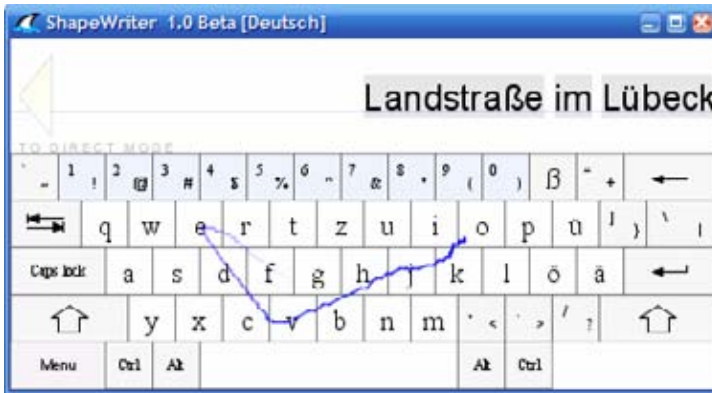 ShapeWriter 1.0 Beta [Deutsch]
Landstraße im Lübeck
TO DIRECT MODE
1 ! 2 @ 3 # 4 $ 5 % 6 7 & 8 9 ( 0 ) ß +
q w e r t z u i o p ü ] } \ |
Caps lock a s d f g h j k l ö ä
y x c v b n m < > / ?
Menu Ctrl Alt Alt Ctrl